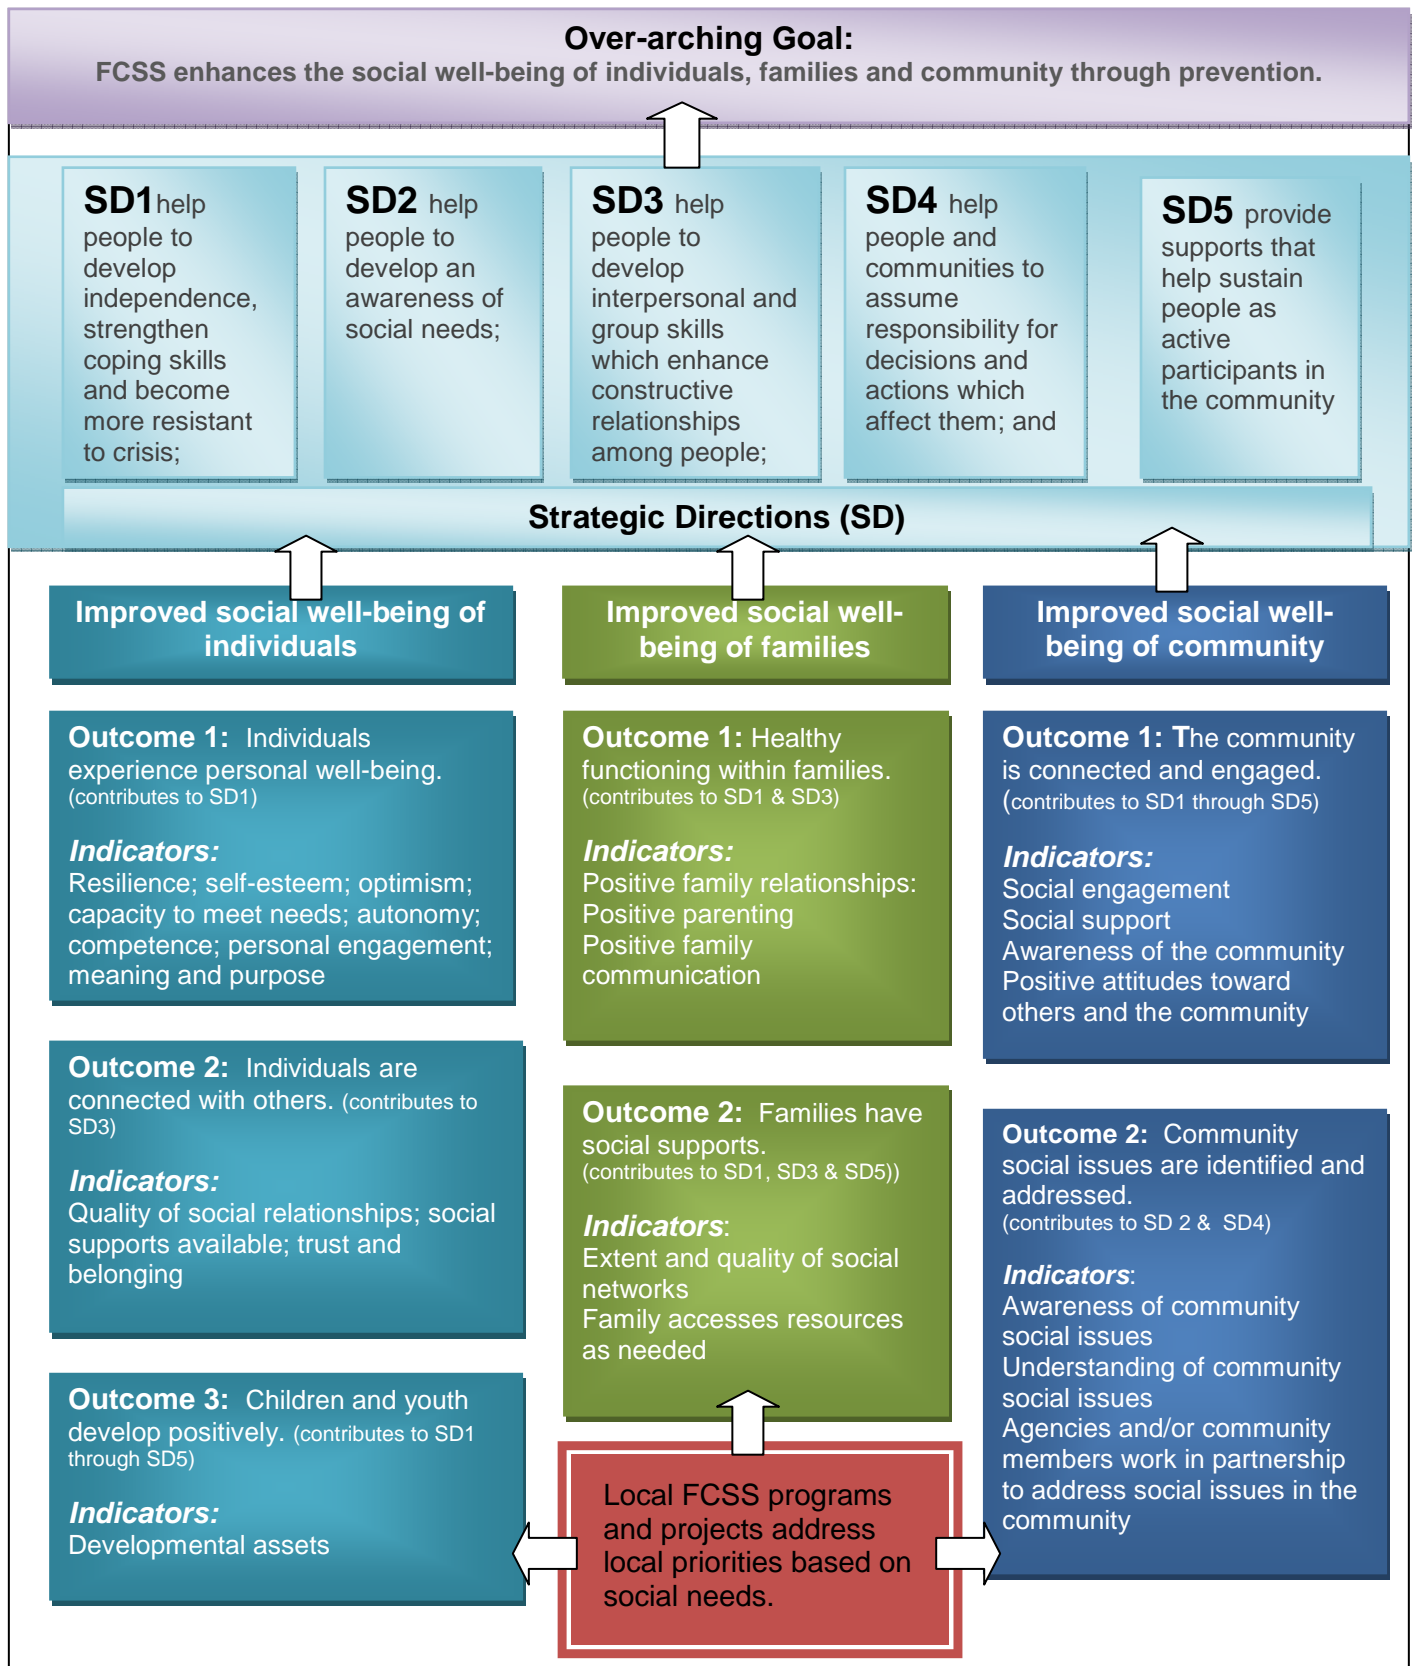 Over-arching Goal:
FCSS enhances the social well-being of individuals, families and community through prevention.
SD1help
people to
develop
independence,
strengthen
coping skills
and become
more resistant
to crisis;
SD2 help
people to
develop an
awareness of
social needs;
SD3 help
people to
develop
interpersonal and
group skills
which enhance
constructive
relationships
among people;
SD4 help
people and
communities to
assume
responsibility for
decisions and
actions which
affect them; and
SD5 provide
supports that
help sustain
people as
active
participants in
the community
Strategic Directions (SD)
Improved social well-being of
individuals
Outcome 1: Individuals
experience personal well-being.
(contributes to SD1)
Indicators:
Resilience; self-esteem; optimism;
capacity to meet needs; autonomy;
competence; personal engagement;
meaning and purpose
Outcome 2: Individuals are
connected with others. (contributes to
SD3)
Indicators:
Quality of social relationships; social
supports available; trust and
belonging
Outcome 3: Children and youth
develop positively. (contributes to SD1
through SD5)
Indicators:
Developmental assets
Improved social well-
being of families
Outcome 1: Healthy
functioning within families.
(contributes to SD1 & SD3)
Indicators:
Positive family relationships:
Positive parenting
Positive family
communication
Outcome 2: Families have
social supports.
(contributes to SD1, SD3 & SD5))
Indicators:
Extent and quality of social
networks
Family accesses resources
as needed
Improved social well-
being of community
Outcome 1: The community
is connected and engaged.
(contributes to SD1 through SD5)
Indicators:
Social engagement
Social support
Awareness of the community
Positive attitudes toward
others and the community
Outcome 2: Community
social issues are identified and
addressed.
(contributes to SD 2 & SD4)
Indicators:
Awareness of community
social issues
Understanding of community
social issues
Agencies and/or community
members work in partnership
to address social issues in the
community
Local FCSS programs
and projects address
local priorities based on
social needs.